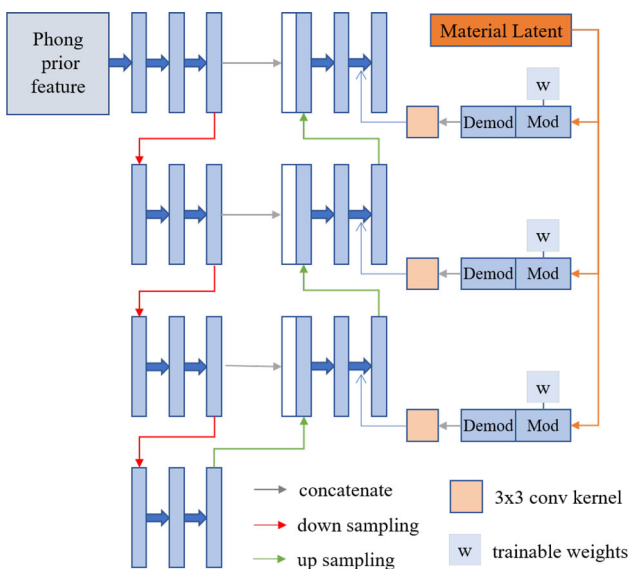 Phong
prior
feature
Material Latent
w
Demod Mod
w
Demod Mod
w
Demod Mod
concatenate
3x3 conv kernel
down sampling
up sampling
w trainable weights